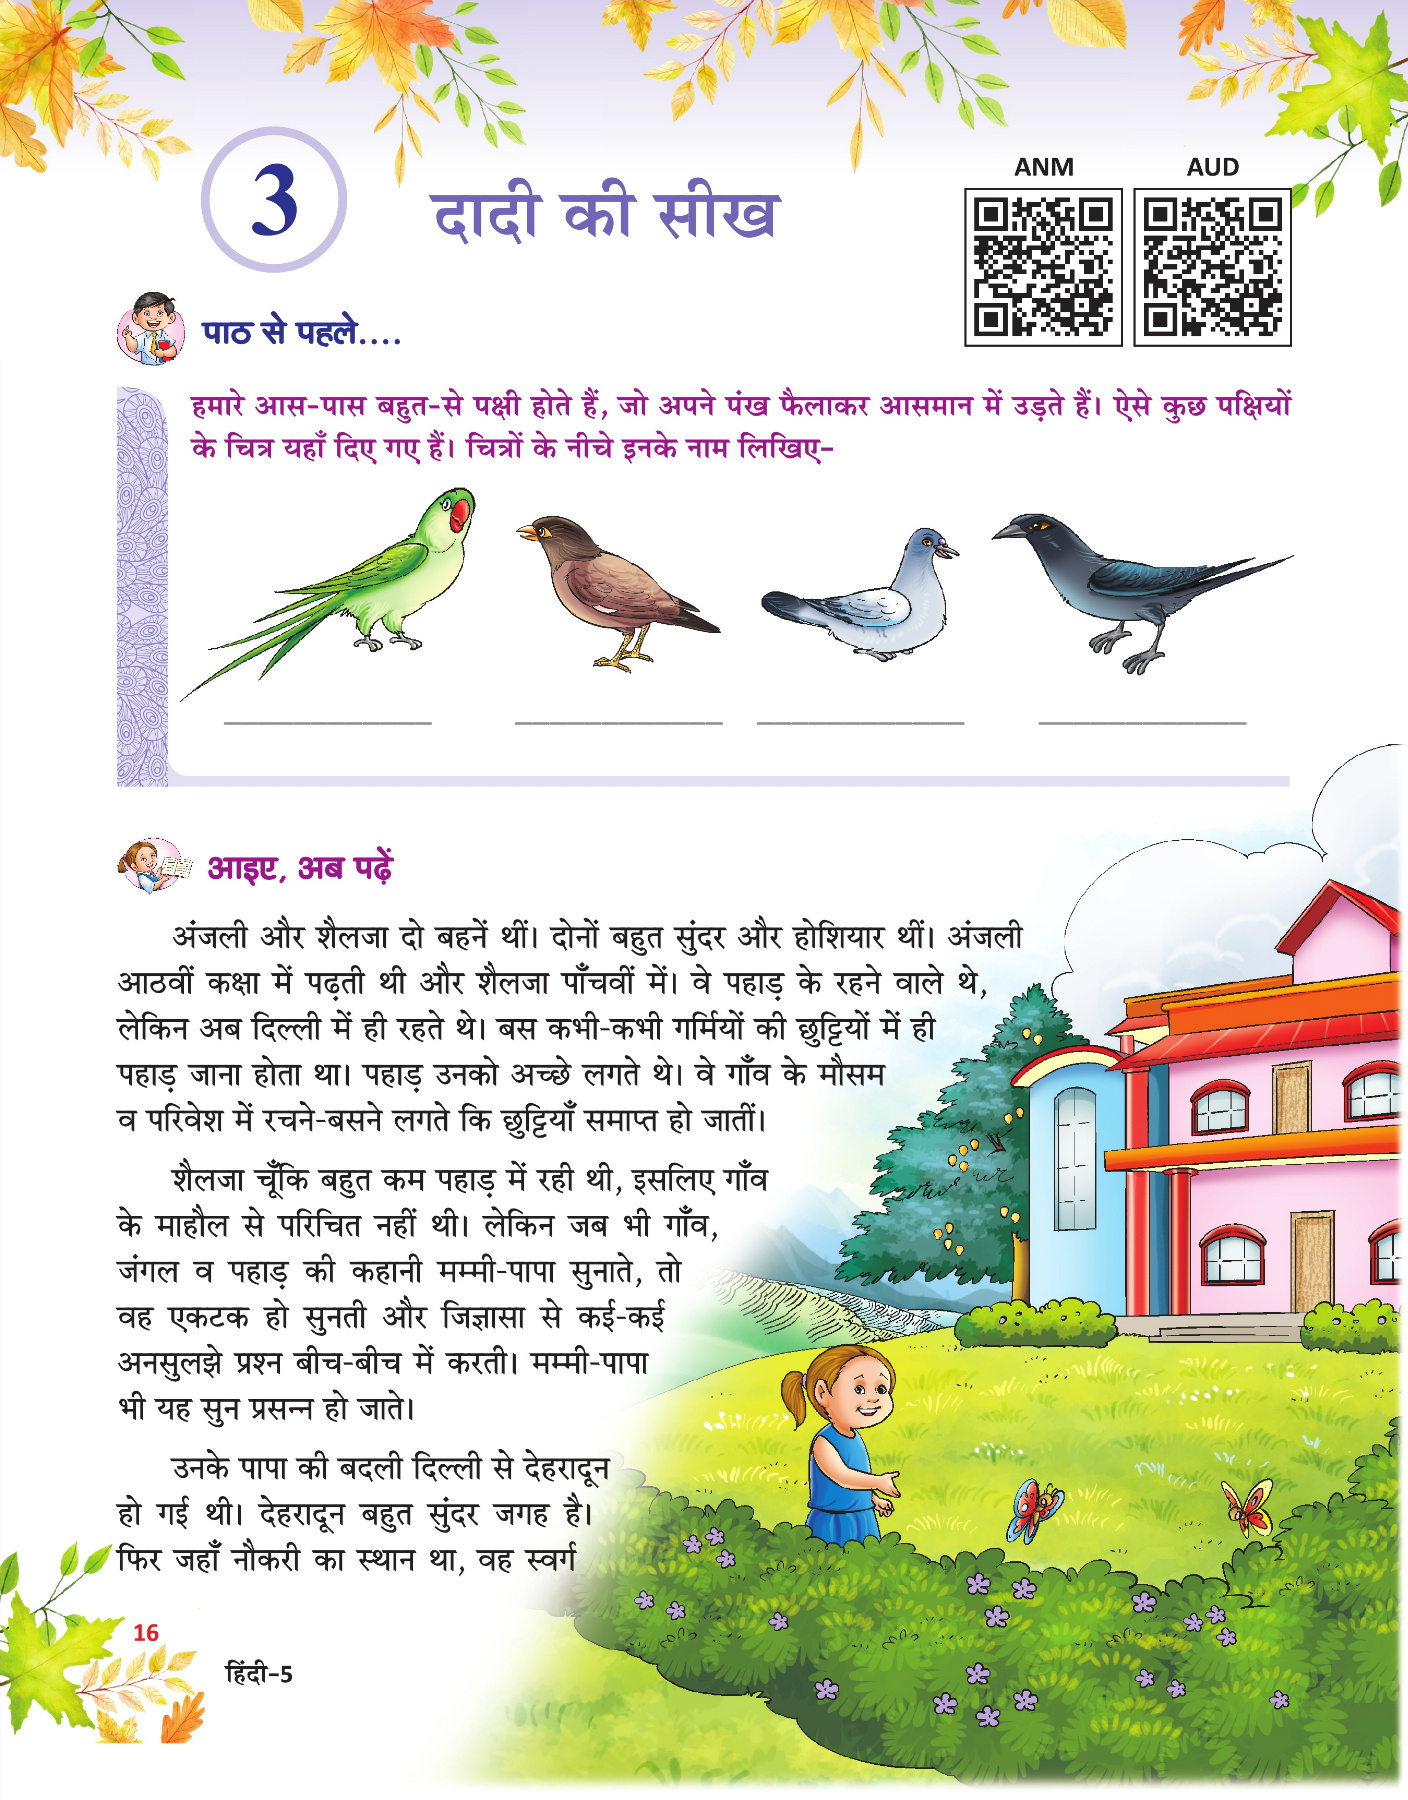 3
दादी की सीख
ANM
AUD
पाठ से पहले....
हमारे आस-पास बहुत-से पक्षी होते हैं, जो अपने पंख फैलाकर आसमान में उड़ते हैं। ऐसे कुछ पक्षियों
के चित्र यहाँ दिए गए हैं। चित्रों के नीचे इनके नाम लिखिए-
आइए, अब पढ़ें
अंजली और शैलजा दो बहनें थीं। दोनों बहुत सुंदर और होशियार थीं। अंजली
आठवीं कक्षा में पढ़ती थी और शैलजा पाँचवीं में। वे पहाड़ के रहने वाले थे,
लेकिन अब दिल्ली में ही रहते थे। बस कभी-कभी गर्मियों की छुट्टियों में ही
पहाड़ जाना होता था। पहाड़ उनको अच्छे लगते थे। वे गाँव के मौसम
व परिवेश में रचने-बसने लगते कि छुट्टियाँ समाप्त हो जातीं।
शैलजा चूँकि बहुत कम पहाड़ में रही थी, इसलिए गाँव
के माहौल से परिचित नहीं थी। लेकिन जब भी गाँव,
जंगल व पहाड़ की कहानी मम्मी-पापा सुनाते, तो
वह एकटक हो सुनती और जिज्ञासा से कई-कई
अनसुलझे प्रश्न बीच-बीच में करती। मम्मी-पापा
भी यह सुन प्रसन्न हो जाते।
उनके पापा की बदली दिल्ली से देहरादून
हो गई थी। देहरादून बहुत सुंदर जगह है।
फिर जहाँ नौकरी का स्थान था, वह स्वर्ग
16
हिंदी-5